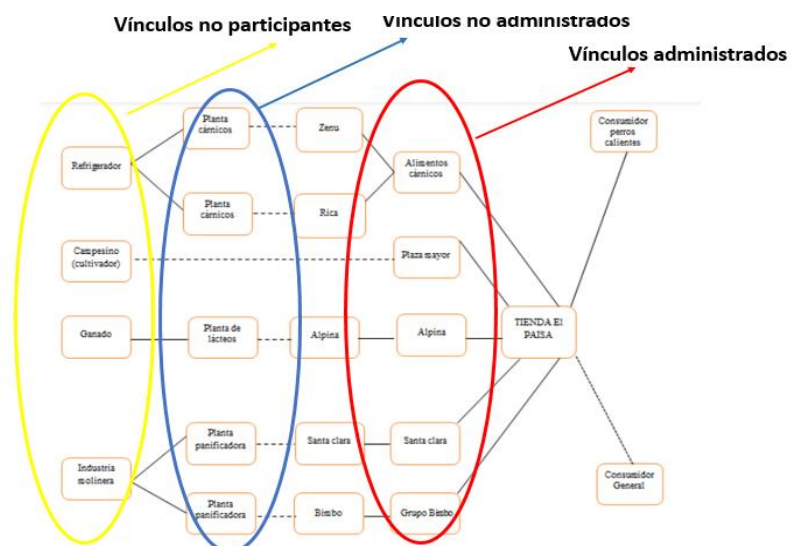 Vínculos no participantes
Vínculos no administrados
Vínculos administrados
Planta
cárnicos
Zenu
Consumidor
perros
calientes
Refrigerador
Alimentos
cárnicos
Planta
cárnicos
Rica
Campesino
(cultivador)
Plaza mayor
Ganado
Planta de
lácteos
Alpina
Alpina
TIENDA El
PAISA
Planta
panificadora
Santa clara
Santa clara
Industria
molinera
Consumidor
General
Planta
panificadora
Bimbo
Grupo Bimbo